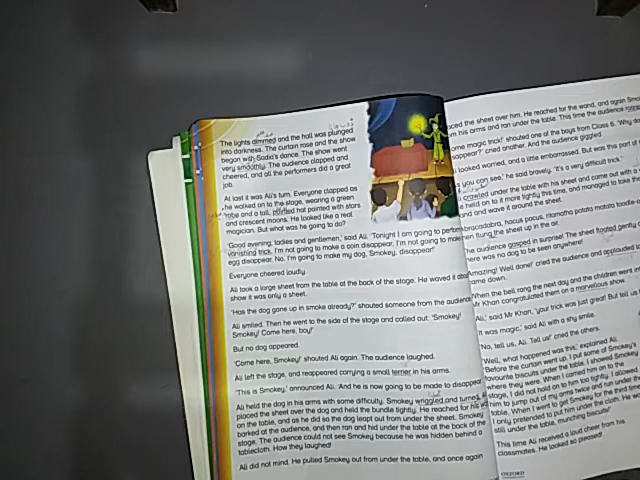 The lights dimmed and the hall was plunged
into darkness. The curtain rose and the show
began with Sadia's dance. The show went
very smoothly. The audience clapped and
cheered, and all the performers did a great
job.
At last it was Ali's turn. Everyone clapped as
he walked on to the stage, wearing a green
robe and a tall, pointed hat painted with stars
and crescent moons. He looked like a real
magician. But what was he going to do?
'Good evening, ladies and gentlemen,' said Ali. 'Tonight I am going to perform
vanishing trick. I'm not going to make a coin disappear. I'm not going to make
egg disappear. No. I'm going to make my dog, Smokey, disappear!'
Everyone cheered loudly.
Ali took a large sheet from the table at the back of the stage. He waved it
show it was only a sheet.
'Has the dog gone up in smoke already?' shouted someone from the audience
Ali smiled. Then he went to the side of the stage and called out: 'Smokey!
Smokey! Come here, boy!'
But no dog appeared.
'Come here, Smokey!' shouted Ali again. The audience laughed.
Ali left the stage, and reappeared carrying a small terrier in his arms.
'This is Smokey,' announced Ali. 'And he is now going to be made to disappear
Ali held the dog in his arms with some difficulty. Smokey wriggled and turned. Ali
placed the sheet over the dog and held the bundle tightly. He reached for his
on the table, and as he did so the dog leapt out from under the sheet. Smokey
barked at the audience, and then ran and hid under the table at the back of the
stage. The audience could not see Smokey because he was hidden behind a
tablecloth. How they laughed!
Ali did not mind. He pulled Smokey out from under the table, and once again
aced the sheet over him. He reached for the wand, and again
his arms and ran under the table. This time the audience
ome magic trick!' shouted one of the boys from Class 6. 'Why
sappear?' cried another. And the audience giggled.
looked worried, and a little embarrassed. But was this part of
you can see,' he said bravely. 'It's a very difficult trick.'
crawled under the table with his sheet and came out with a
held on to it more tightly this time, and managed to take the
and and wave it around the sheet.
bracadabra, hocus pocus,
hen flung the sheet up in the air.
The audience gasped in surprise! The sheet floated gently
here was no dog to be seen anywhere!
Amazing! Well done!' cried the audience and applauded
came down.
When the bell rang the next day and the children went
Mr Khan congratulated them on a marvellous show.
Ali,' said Mr Khan, 'your trick was just great! But tell us
'It was magic,' said Ali with a shy smile.
'No, tell us, Ali. Tell us!' cried the others.
'Well, what happened was this,' explained Ali.
'Before the curtain went up, I put some of Smokey's
favourite biscuits under the table. I showed Smokey
where they were. When I carried him on to the
stage, I did not hold on to him too tightly. I allowed
him to jump out of my arms twice and run under the
table. When I went to get Smokey for the third time
I only pretended to put him under the cloth. He was
still under the table, munching biscuits!'
This time Ali received a loud cheer from his
classmates. He looked so pleased!
OXFORD